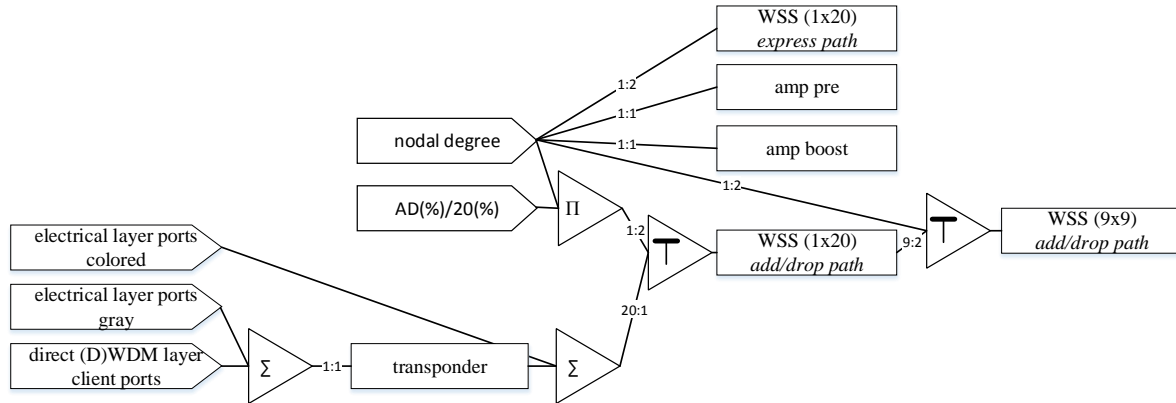 WSS (1x20)
express path
1:2
amp pre
1:1
nodal degree
1:1
amp boost
1:2
AD(%)/20(%)
Π
WSS (9x9)
add/drop path
electrical layer ports
colored
1:2
WSS (1x20)
add/drop path
9:2
electrical layer ports
gray
20:1
direct (D)WDM layer
client ports
Σ
1:1
transponder
Σ